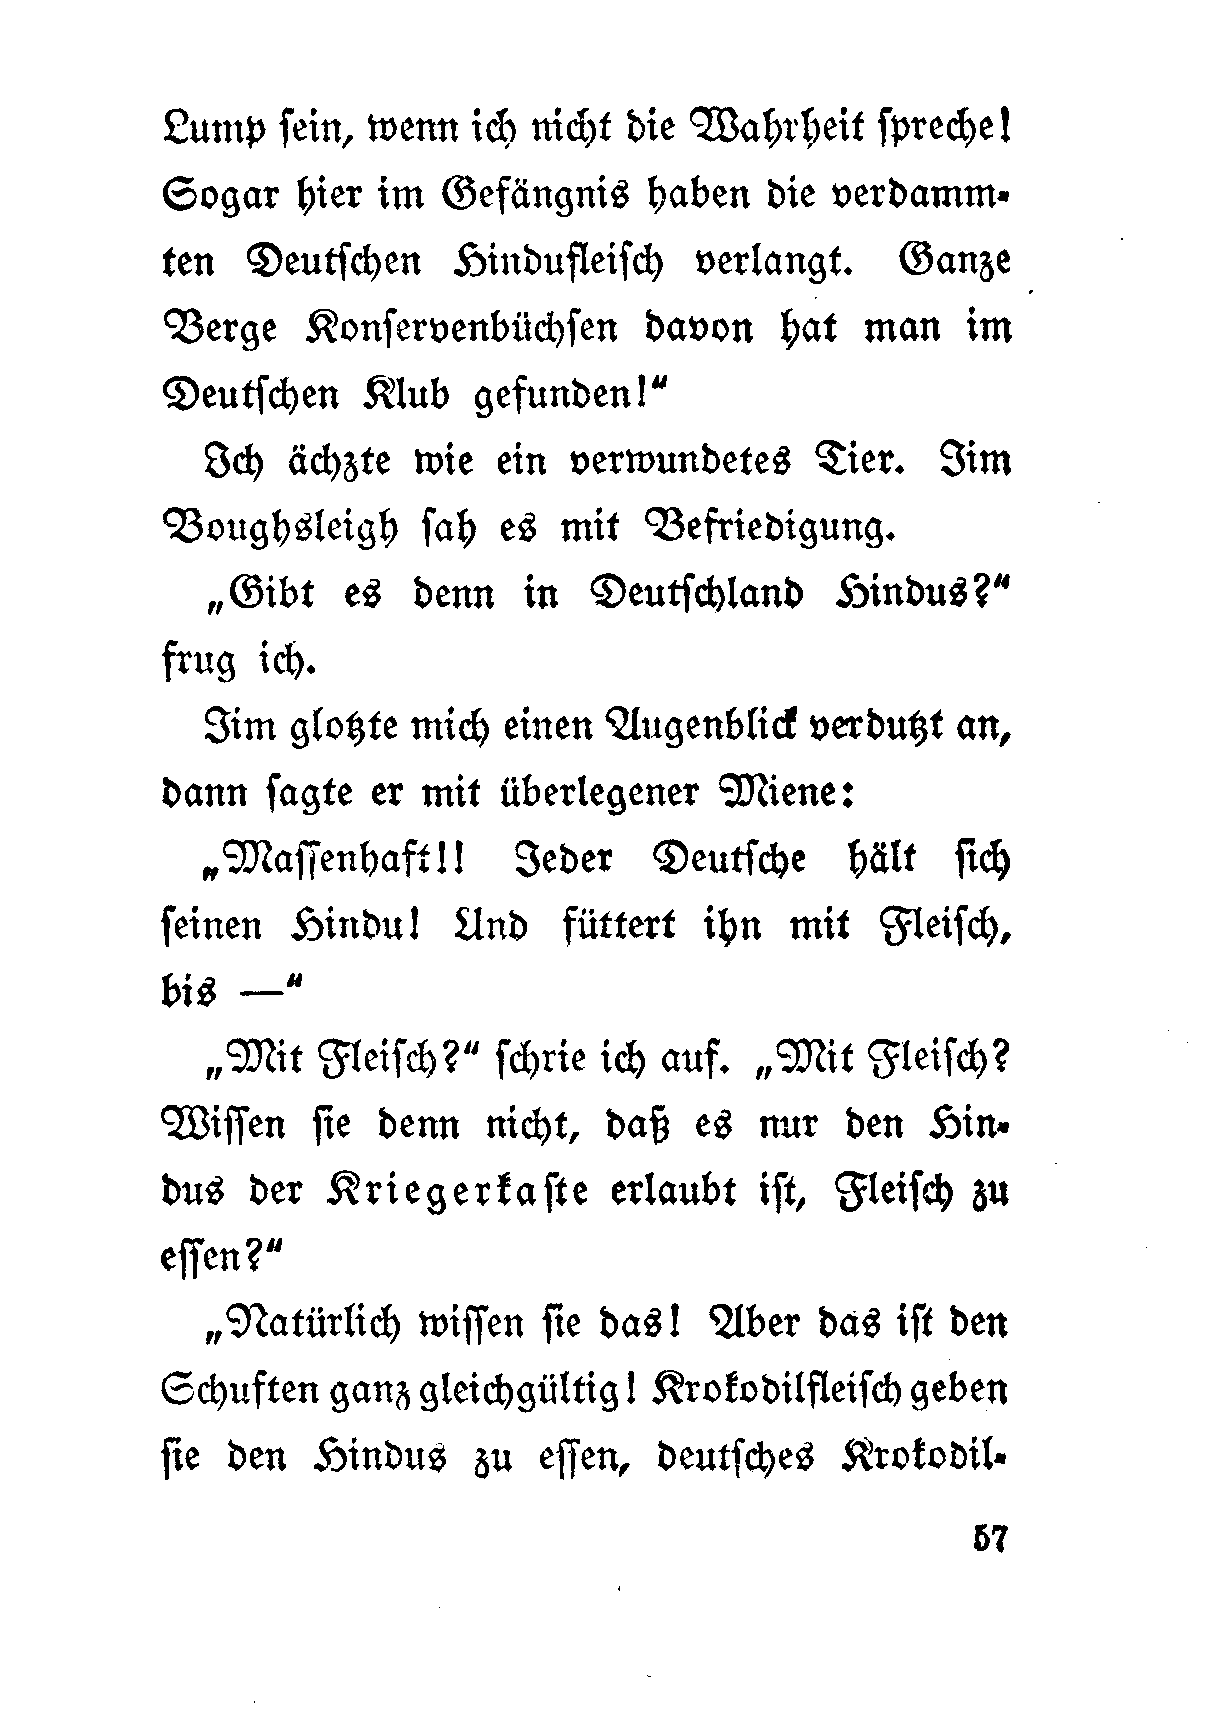 Lump sein, wenn ich nicht die Wahrheit spreche!
Sogar hier im Gefängnis haben die verdamm-
ten Deutschen Hindufleisch verlangt. Ganze
Berge Konservenbüchsen davon hat man im
Deutschen Klub gefunden!“
Ich ächzte wie ein verwundetes Tier. Jim
Boughsleigh sah es mit Befriedigung.
„Gibt es denn in Deutschland Hindus?“
frug ich.
Jim glotzte mich einen Augenblick verdutzt an,
dann sagte er mit überlegener Miene:
„Massenhaft!! Jeder Deutsche hält sich
seinen Hindu! Und füttert ihn mit Fleisch,
bis —“
„Mit Fleisch?“ schrie ich auf. „Mit Fleisch?
Wissen sie denn nicht, daß es nur den Hin-
dus der Kriegerkaste erlaubt ist, Fleisch zu
essen?“
„Natürlich wissen sie das! Aber das ist den
Schuften ganz gleichgültig! Krokodilfleisch geben
sie den Hindus zu essen, deutsches Krokodil-
57